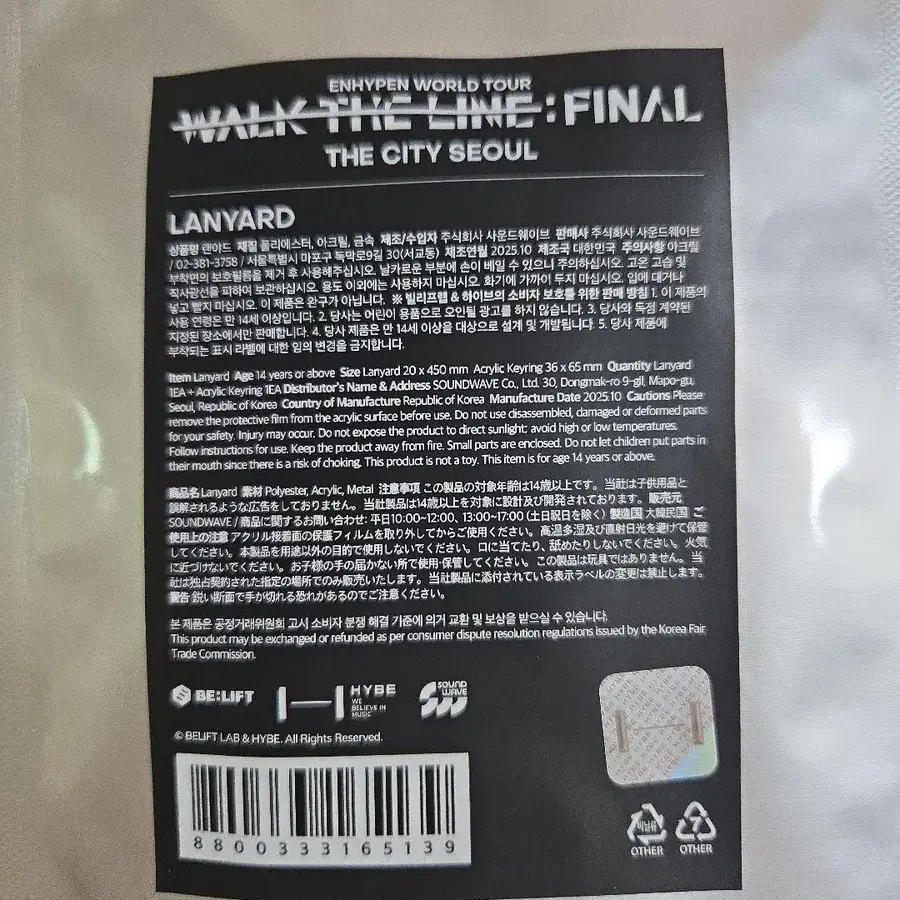 ENHYPEN WORLD TOUR
WALK THE LINE : FINAL
THE CITY SEOUL
LANYARD
상품명 랜야드 재질 폴리에스터, 아크릴, 금속 제조/수입자 주식회사 사운드웨이브 판매사 주식회사 사운드웨이브
/ 02-381-3758 / 서울특별시 마포구 독막로9길 30(서교동) 제조연월 2025.10 제조국 대한민국 주의사항 아크릴
부착면의 보호필름을 제거 후 사용해주십시오. 날카로운 부분에 손이 베일 수 있으니 주의하십시오. 고온 고습 및
직사광선을 피하여 보관하십시오. 용도 이외에는 사용하지 마십시오. 화기에 가까이 두지 마십시오. 입에 대거나
넣고 빨지 마십시오. 이 제품은 완구가 아닙니다. ※ 빌리프랩 & 하이브의 소비자 보호를 위한 판매 방침 1. 이 제품의
사용 연령은 만 14세 이상입니다. 2. 당사는 어린이 용품으로 오인될 광고를 하지 않습니다. 3. 당사와 독점 계약된
지정된 장소에서만 판매합니다. 4. 당사 제품은 만 14세 이상을 대상으로 설계 및 개발됩니다. 5. 당사 제품에
부착되는 표시 라벨에 대한 임의 변경을 금지합니다.
Item Lanyard Age 14 years or above Size Lanyard 20 x 450 mm Acrylic Keyring 36 x 65 mm Quantity Lanyard
1EA + Acrylic Keyring 1EA Distributor's Name & Address SOUNDWAVE Co., Ltd. 30, Dongmak-ro 9-gil, Mapo-gu,
Seoul, Republic of Korea Country of Manufacture Republic of Korea Manufacture Date 2025.10 Cautions Please
remove the protective film from the acrylic surface before use. Do not use disassembled, damaged or deformed parts
for your safety. Injury may occur. Do not expose the product to direct sunlight: avoid high or low temperatures.
Follow instructions for use. Keep the product away from fire. Small parts are enclosed. Do not let children put parts in
their mouth since there is a risk of choking. This product is not a toy. This item is for age 14 years or above.
商品名 Lanyard 素材 Polyester, Acrylic, Metal 注意事項 この製品の対象年齢は14歳以上です。当社は子供用品と
誤解されるような広告をしておりません。当社製品は14歳以上を対象に設計及び開発されております。販売元
SOUNDWAVE / 商品に関するお問い合わせ: 平日10:00~12:00、13:00~17:00 (土日祝日を除く) 製造国 大韓民国 ご
使用上の注意 アクリル接着面の保護フィルムを取り外してからご使用ください。高温多湿及び直射日光を避けて保管
してください。本製品を用途以外の目的で使用しないでください。口に当てたり、舐めたりしないでください。火気
に近づけないでください。お子様の手の届かない所で使用·保管してください。この製品は玩具ではありません。当
社は独占契約された指定の場所でのみ販売いたします。当社製品に添付されている表示ラベルの変更は禁止します。
警告 鋭い断面で手が切れる恐れがあるのでご注意ください。
본 제품은 공정거래위원회 고시 소비자 분쟁 해결 기준에 의거 교환 및 보상을 받으실 수 있습니다.
This product may be exchanged or refunded as per consumer dispute resolution regulations issued by the Korea Fair
Trade Commission.
BE:LIFT
HYBE
WE
BELIEVE IN
MUSIC
SOUND
WAVE
© BELIFT LAB & HYBE. All Rights Reserved.
8800333165139
비닐류
OTHER
7
OTHER